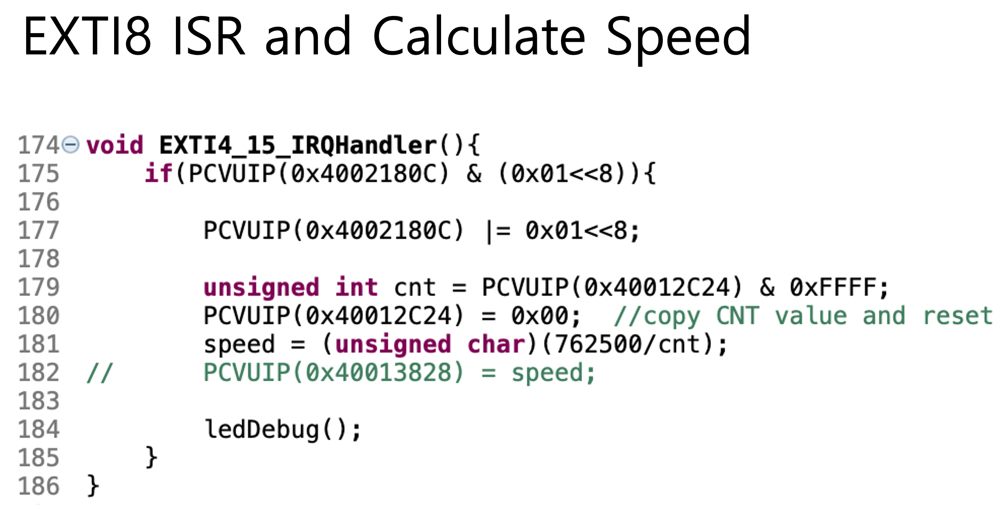 EXTI8 ISR and Calculate Speed
174 void EXTI4_15_IRQHandler(){
175     if(PCVUIP(0x4002180C) & (0x01<<8)){
176
177         PCVUIP(0x4002180C) |= 0x01<<8;
178
179         unsigned int cnt = PCVUIP(0x40012C24) & 0xFFFF;
180         PCVUIP(0x40012C24) = 0x00;  //copy CNT value and reset
181         speed = (unsigned char)(762500/cnt);
182 //      PCVUIP(0x40013828) = speed;
183
184         ledDebug();
185     }
186 }